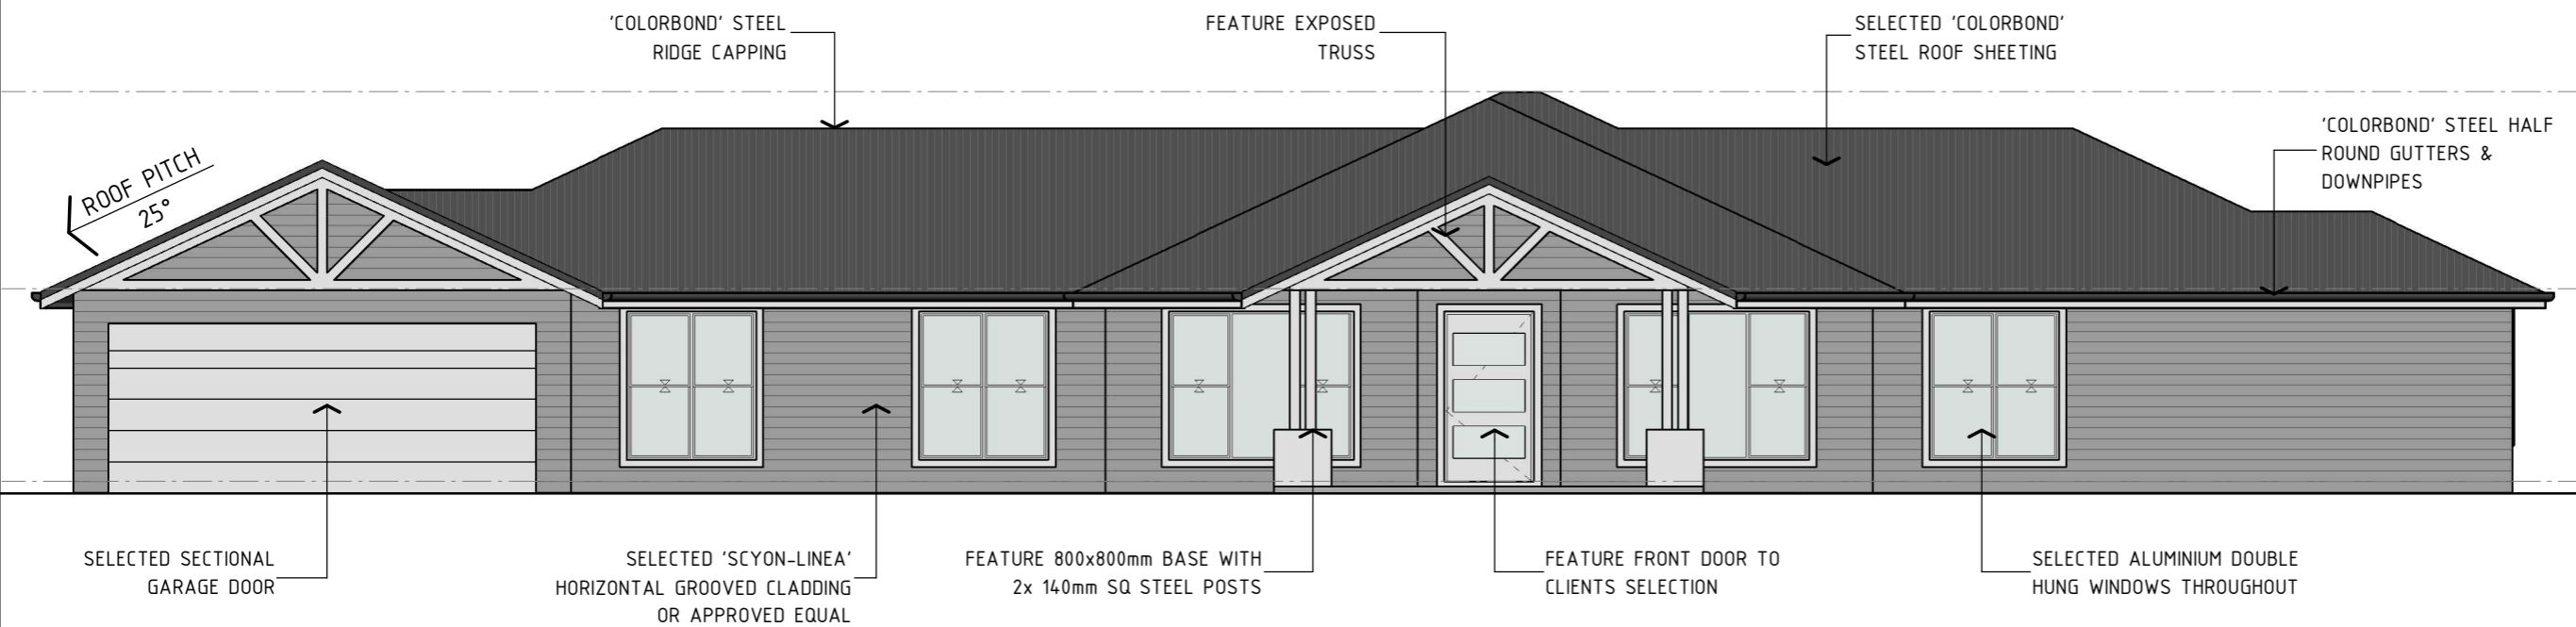 'COLORBOND' STEEL
RIDGE CAPPING
FEATURE EXPOSED
TRUSS
SELECTED 'COLORBOND'
STEEL ROOF SHEETING
'COLORBOND' STEEL HALF
ROUND GUTTERS &
DOWNPIPES
ROOF PITCH
25°
SELECTED SECTIONAL
GARAGE DOOR
SELECTED 'SCYON-LINEA'
HORIZONTAL GROOVED CLADDING
OR APPROVED EQUAL
FEATURE 800x800mm BASE WITH
2x 140mm SQ STEEL POSTS
FEATURE FRONT DOOR TO
CLIENTS SELECTION
SELECTED ALUMINIUM DOUBLE
HUNG WINDOWS THROUGHOUT